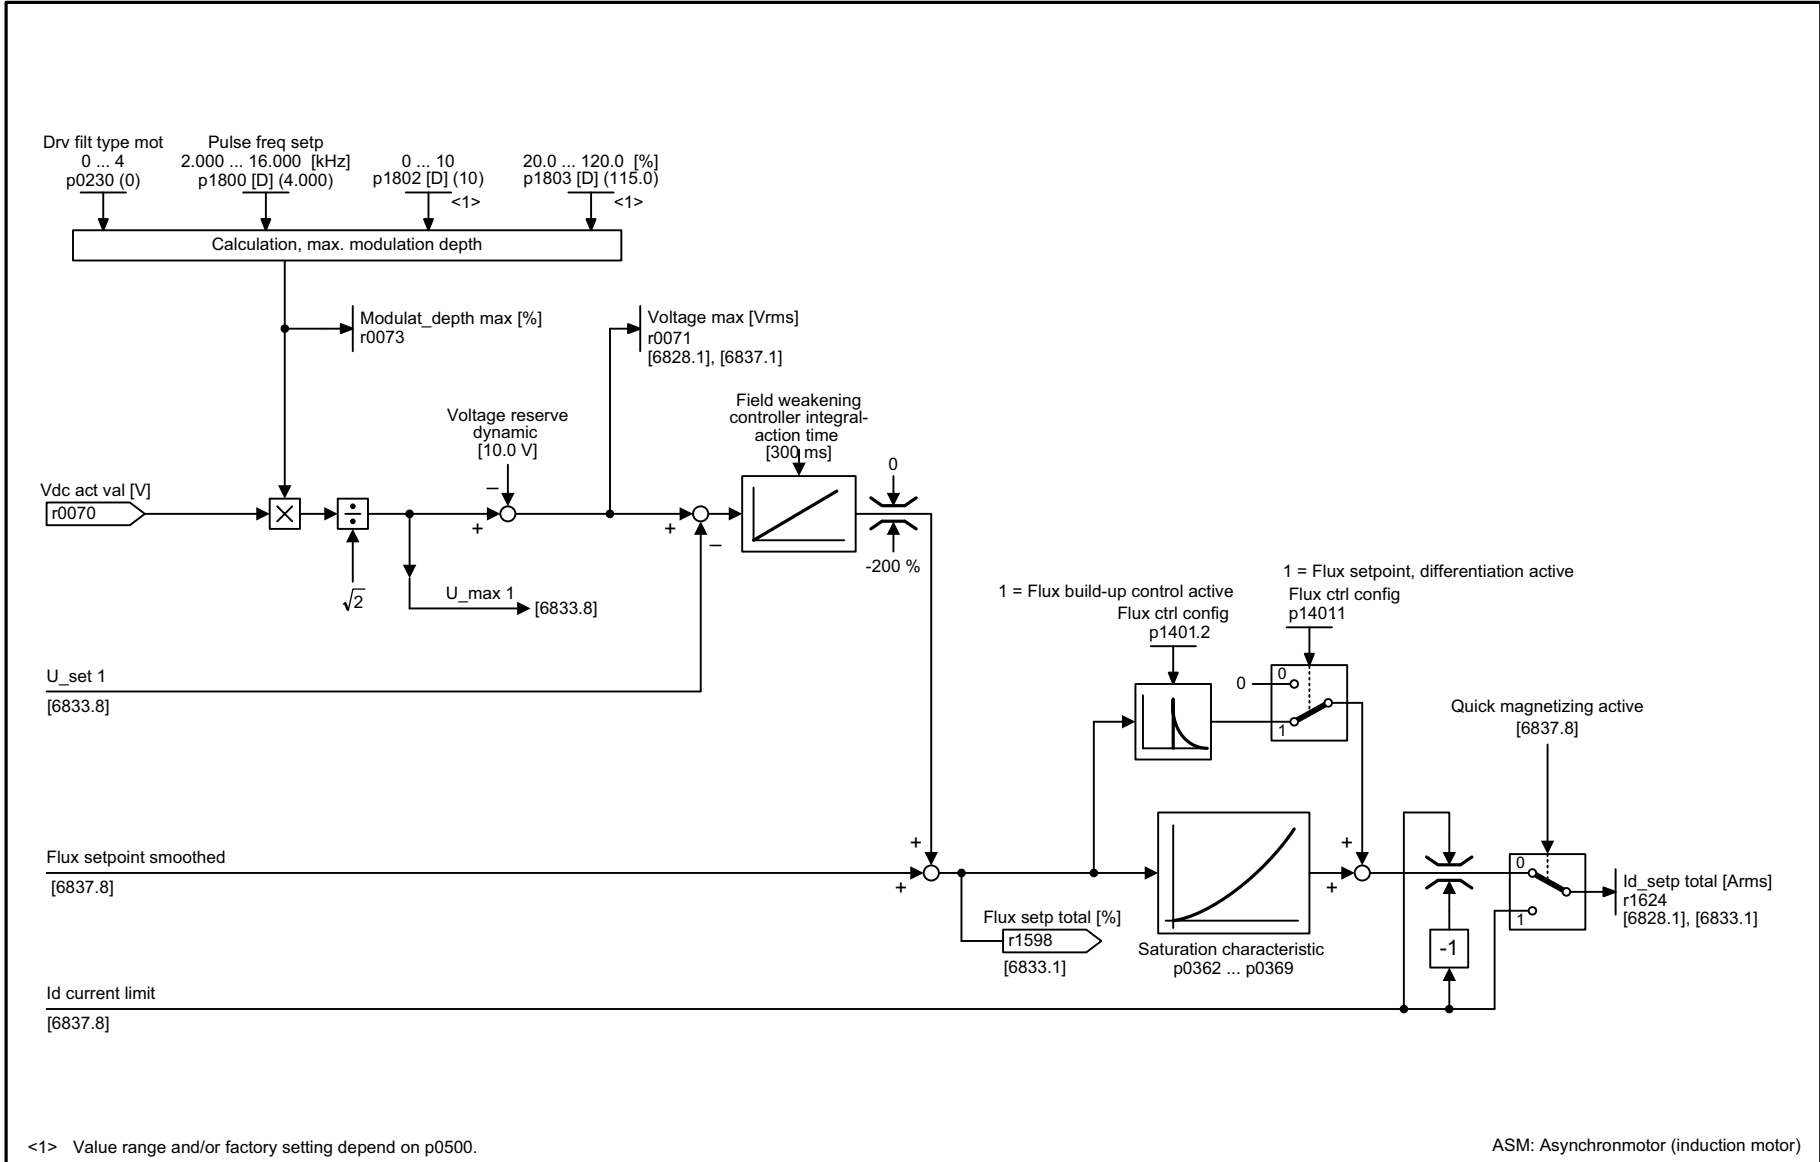 Drv filt type mot
0 ... 4
p0230 (0)
Pulse freq setp
2.000 ... 16.000 [kHz]
p1800 [D] (4.000)
0 ... 10
p1802 [D] (10)
<1>
20.0 ... 120.0 [%]
p1803 [D] (115.0)
<1>
Calculation, max. modulation depth
Modulat_depth max [%]
r0073
Voltage max [Vrms]
r0071
[6828.1], [6837.1]
Voltage reserve
dynamic
[10.0 V]
Field weakening
controller integral-
action time
[300 ms]
0
-200 %
Vdc act val [V]
r0070
×
÷
√2
–
+
+
–
U_max 1
[6833.8]
U_set 1
[6833.8]
1 = Flux build-up control active
Flux ctrl config
p1401.2
1 = Flux setpoint, differentiation active
Flux ctrl config
p14011
0
0
1
Quick magnetizing active
[6837.8]
Flux setpoint smoothed
[6837.8]
+
+
Flux setp total [%]
r1598
[6833.1]
Saturation characteristic
p0362 ... p0369
+
+
-1
0
1
Id_setp total [Arms]
r1624
[6828.1], [6833.1]
Id current limit
[6837.8]
<1> Value range and/or factory setting depend on p0500.
ASM: Asynchronmotor (induction motor)